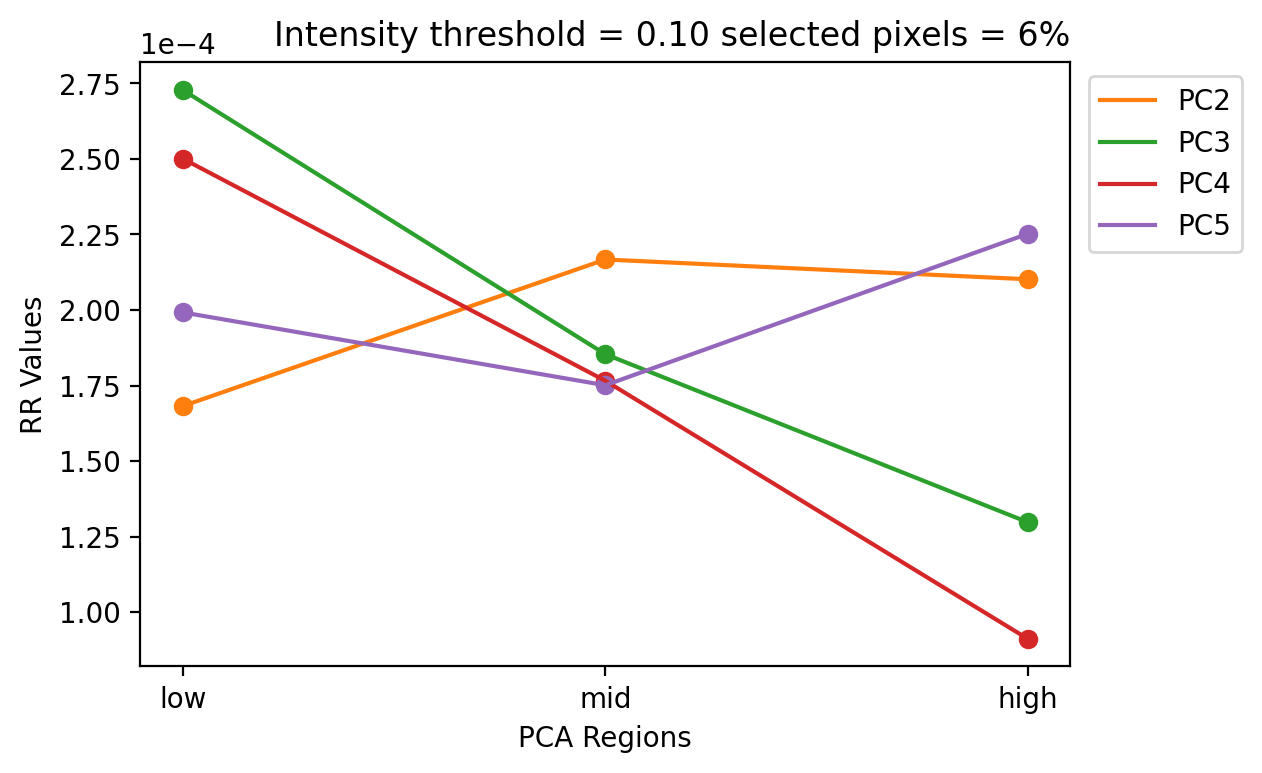 Intensity threshold = 0.10 selected pixels = 6%
1e−4
2.75
2.50
2.25
2.00
1.75
1.50
1.25
1.00
RR Values
low
mid
high
PCA Regions
PC2
PC3
PC4
PC5